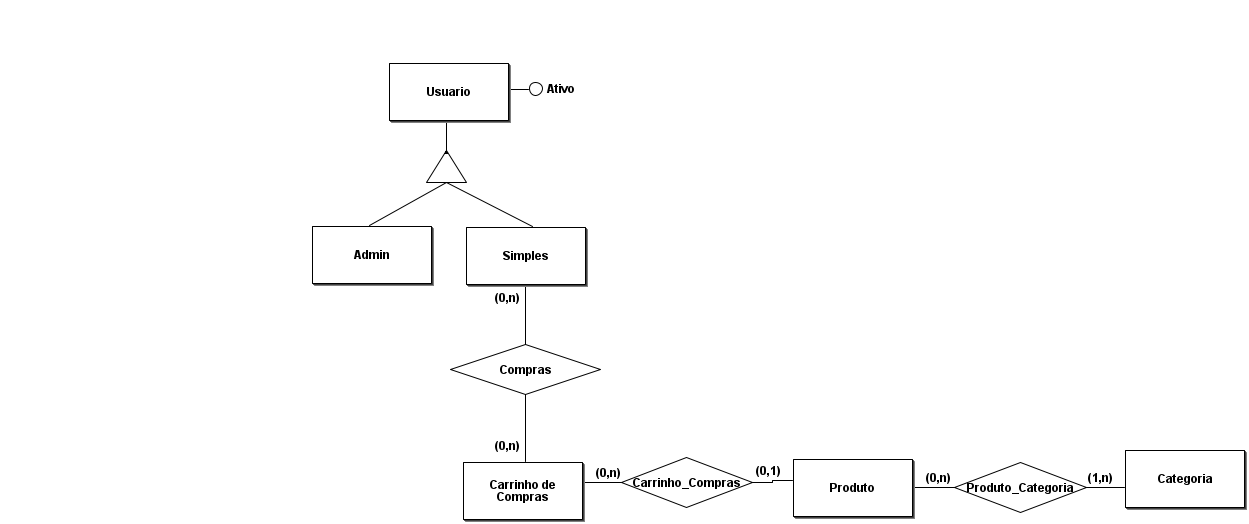 Usuario
Ativo
Admin
Simples
(0,n)
Compras
(0,n)
Carrinho de
Compras
(0,n)
Carrinho_Compras
(0,1)
Produto
(0,n)
Produto_Categoria
(1,n)
Categoria